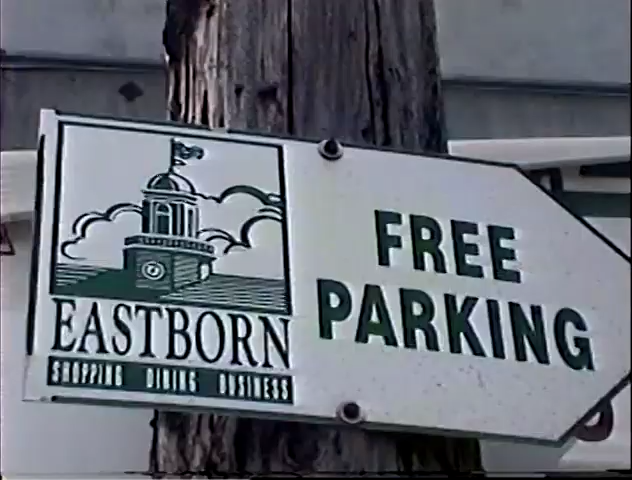 EASTBORN
SHOPPING DINING BUSINESS
FREE
PARKING